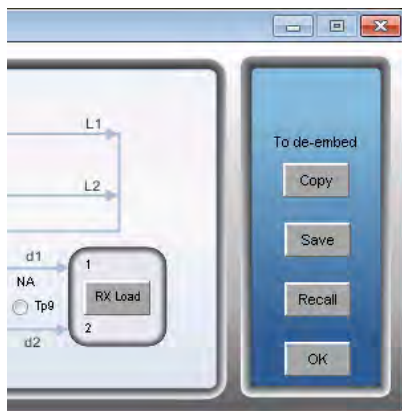 L1
L2
d1
NA
Tp9
d2
1
RX Load
2
To de-embed
Copy
Save
Recall
OK